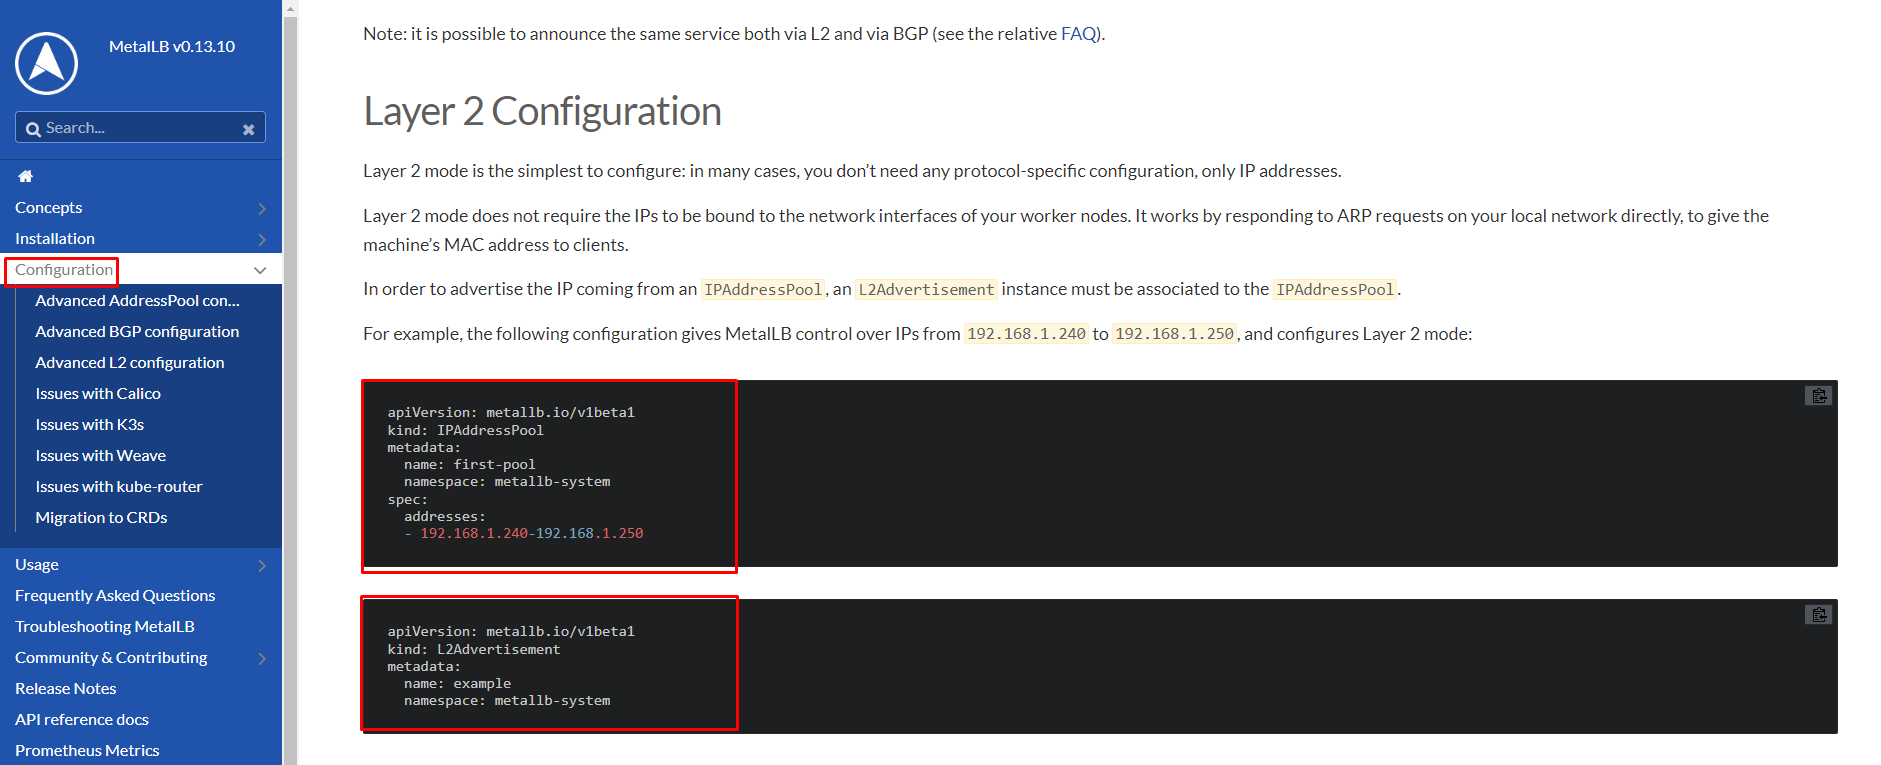 MetalLB v0.13.10
Search...
Concepts
Installation
Configuration
Advanced AddressPool con...
Advanced BGP configuration
Advanced L2 configuration
Issues with Calico
Issues with K3s
Issues with Weave
Issues with kube-router
Migration to CRDs
Usage
Frequently Asked Questions
Troubleshooting MetalLB
Community & Contributing
Release Notes
API reference docs
Prometheus Metrics
Note: it is possible to announce the same service both via L2 and via BGP (see the relative FAQ).
Layer 2 Configuration
Layer 2 mode is the simplest to configure: in many cases, you don’t need any protocol-specific configuration, only IP addresses.
Layer 2 mode does not require the IPs to be bound to the network interfaces of your worker nodes. It works by responding to ARP requests on your local network directly, to give the
machine’s MAC address to clients.
In order to advertise the IP coming from an IPAddressPool, an L2Advertisement instance must be associated to the IPAddressPool.
For example, the following configuration gives MetalLB control over IPs from 192.168.1.240 to 192.168.1.250, and configures Layer 2 mode:
apiVersion: metallb.io/v1beta1
kind: IPAddressPool
metadata:
  name: first-pool
  namespace: metallb-system
spec:
  addresses:
  - 192.168.1.240-192.168.1.250
apiVersion: metallb.io/v1beta1
kind: L2Advertisement
metadata:
  name: example
  namespace: metallb-system